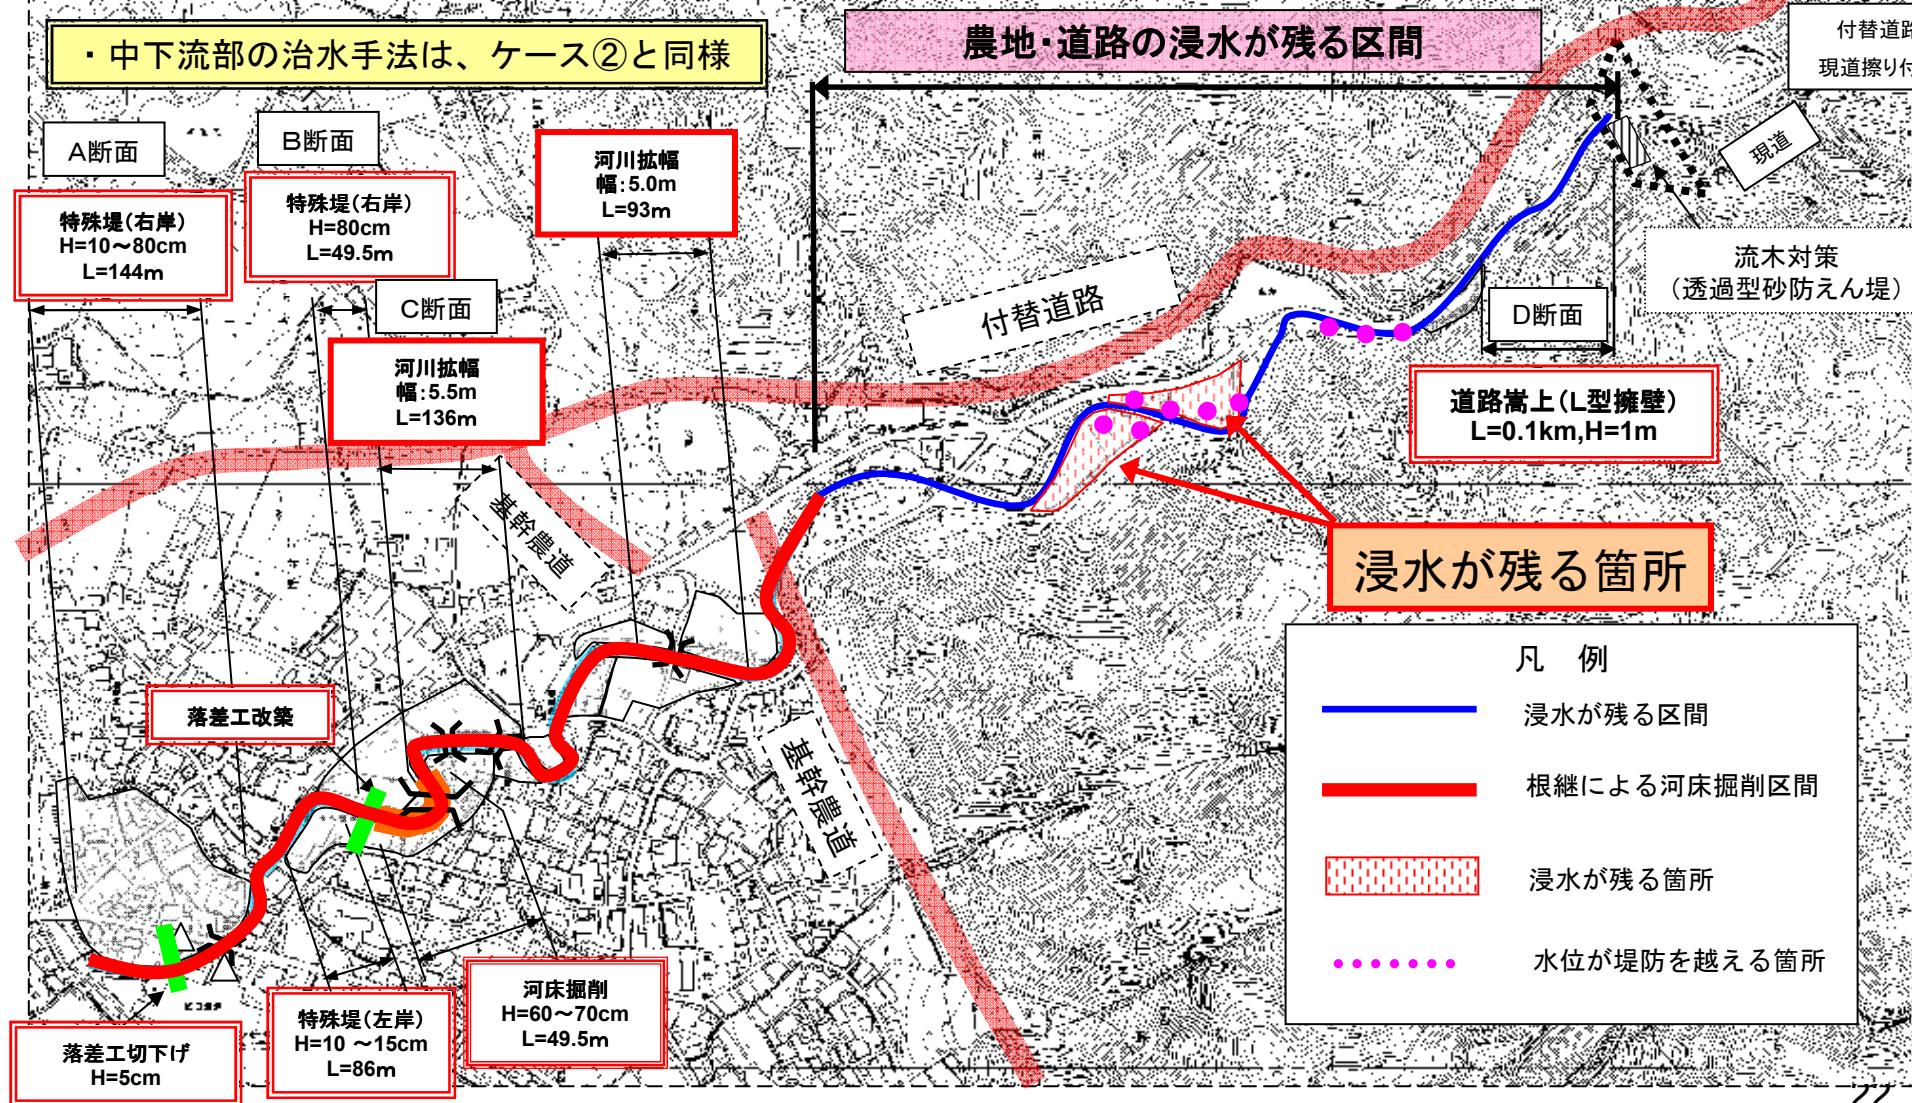 ・中下流部の治水手法は、ケース②と同様
農地・道路の浸水が残る区間
付替道路
現道擦り付
A断面
B断面
河川拡幅
幅:5.0m
L=93m
現道
特殊堤(右岸)
H=10～80cm
L=144m
特殊堤(右岸)
H=80cm
L=49.5m
流木対策
(透過型砂防えん堤)
C断面
付替道路
D断面
河川拡幅
幅:5.5m
L=136m
道路嵩上(L型擁壁)
L=0.1km,H=1m
基幹農道
浸水が残る箇所
凡 例
浸水が残る区間
根継による河床掘削区間
浸水が残る箇所
水位が堤防を越える箇所
落差工改築
基幹農道
河床掘削
H=60～70cm
L=49.5m
特殊堤(左岸)
H=10 ～15cm
L=86m
落差工切下げ
H=5cm
22